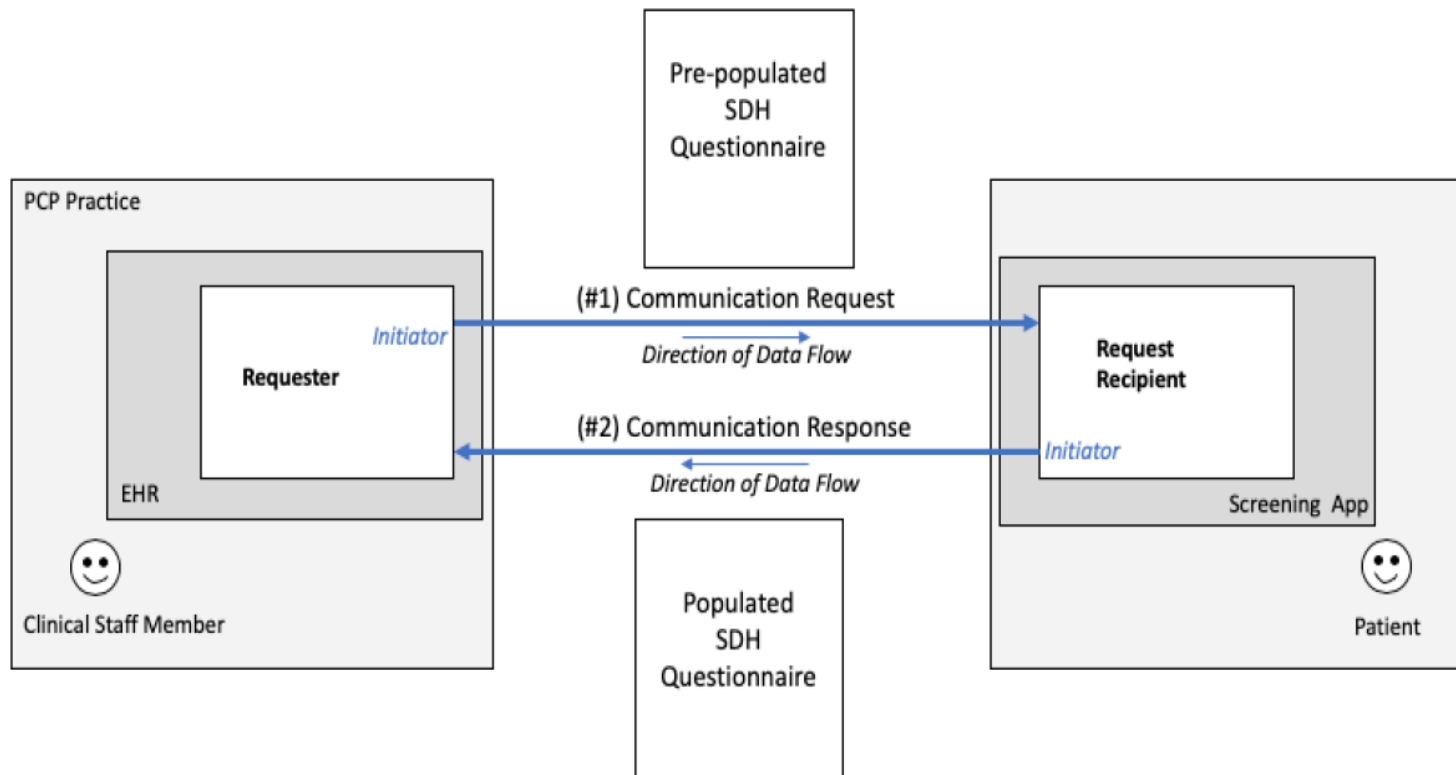 Pre-populated
SDH
Questionnaire
PCP Practice
(#1) Communication Request
Initiator
Direction of Data Flow
Requester
Request
Recipient
(#2) Communication Response
Initiator
Direction of Data Flow
EHR
Screening App
Populated
SDH
Questionnaire
Clinical Staff Member
Patient